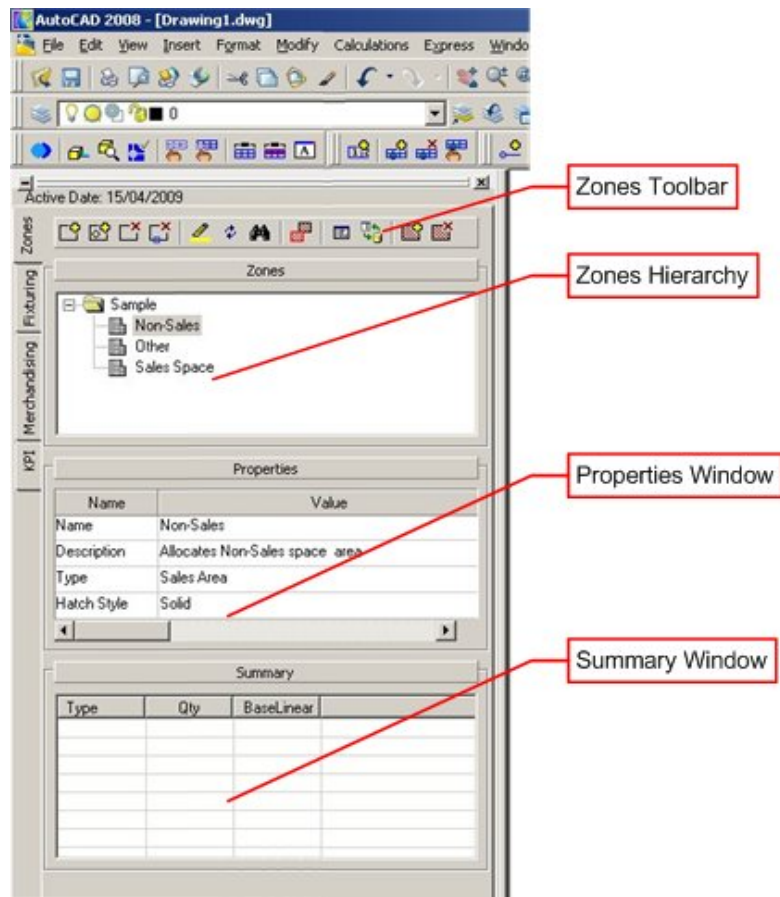 AutoCAD 2008 - [Drawing1.dwg]
File Edit View Insert Format Modify Calculations Express Windo
0
Active Date: 15/04/2009
Zones Toolbar
Zones
Fixturing
Merchandising
KPI
Zones
Zones Hierarchy
Sample
Non-Sales
Other
Sales Space
Properties
Properties Window
Name Value
Name Non-Sales
Description Allocates Non-Sales space area
Type Sales Area
Hatch Style Solid
Summary
Summary Window
Type Qty BaseLinear